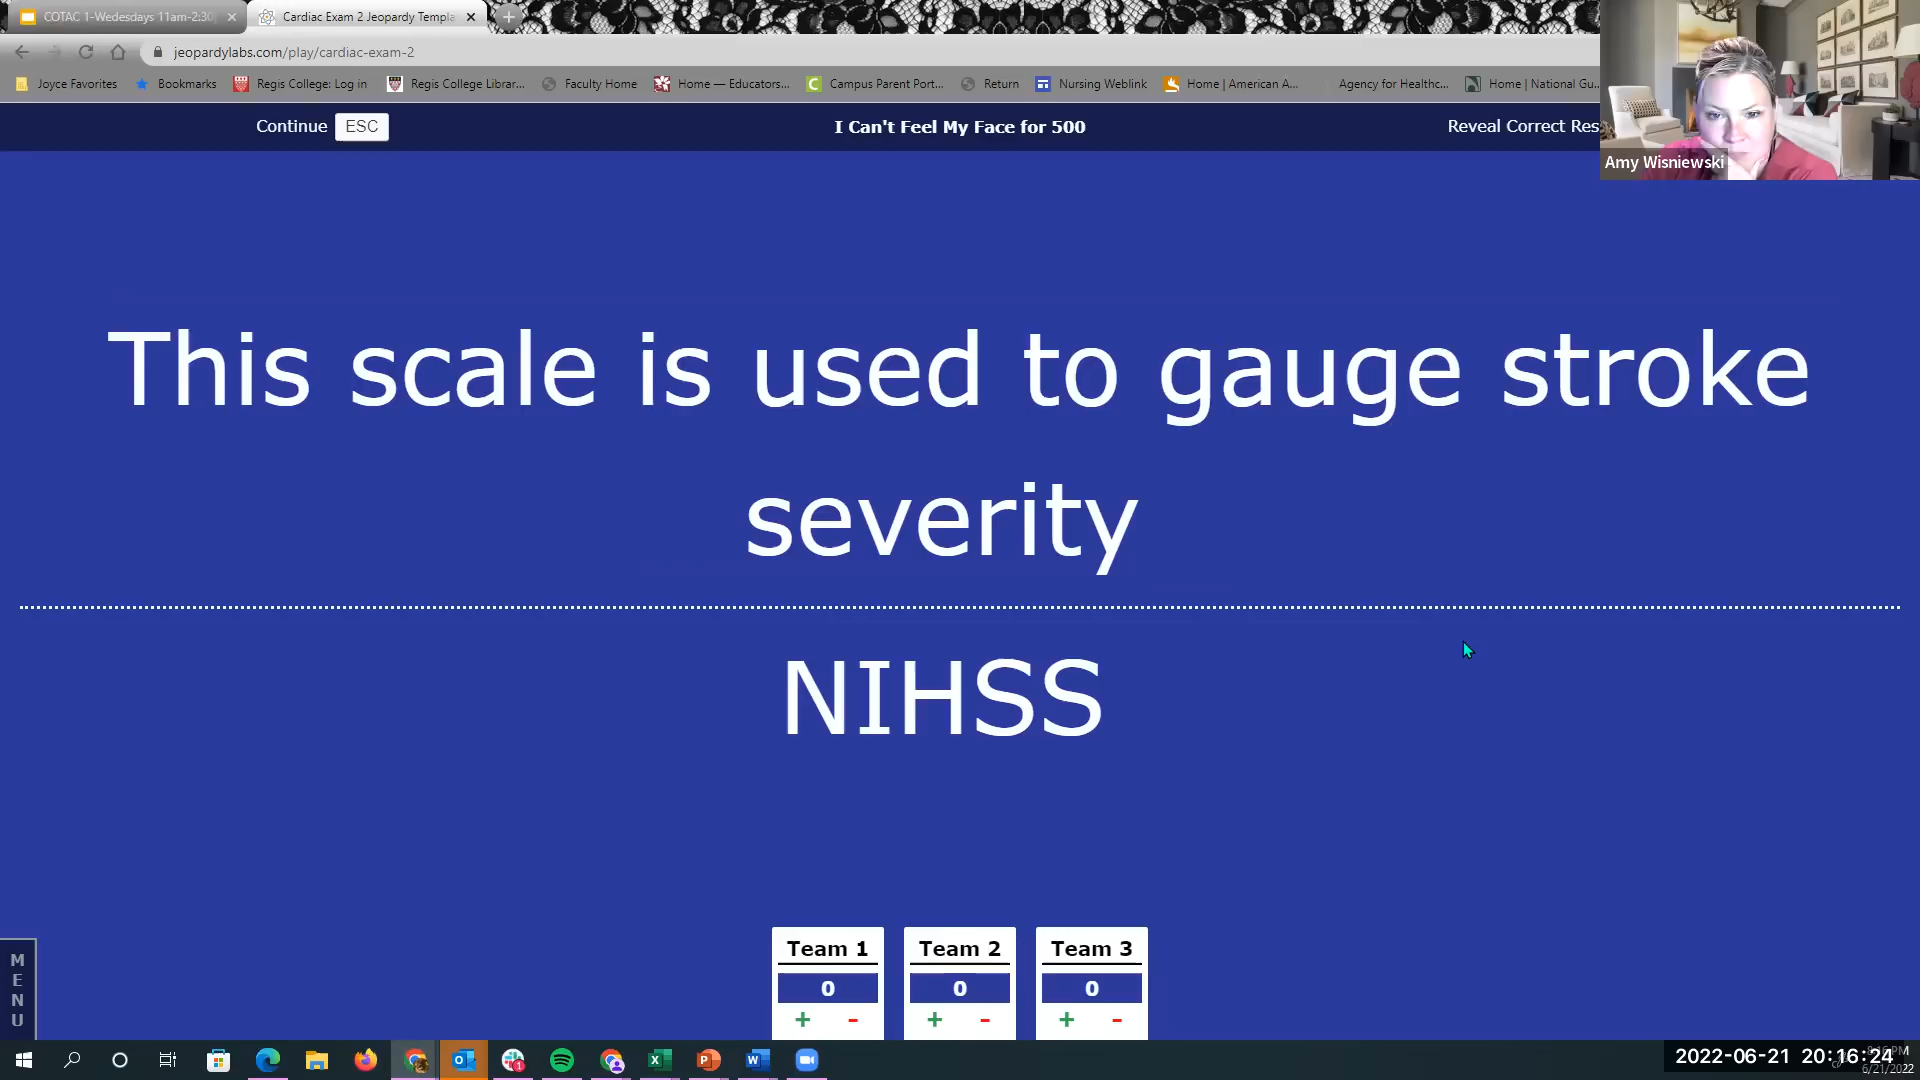 COTAC 1-Wedesdays 11am-2:30
Cardiac Exam 2 Jeopardy Templa
jeopardylabs.com/play/cardiac-exam-2
Joyce Favorites
Bookmarks
Regis College: Log in
Regis College Librar...
Faculty Home
Home — Educators...
Campus Parent Port...
Return
Nursing Weblink
Home | American A...
Agency for Healthc...
Home | National Gu...
Continue ESC
I Can't Feel My Face for 500
Reveal Correct Res
Amy Wisniewski
This scale is used to gauge stroke
severity
NIHSS
Team 1
0
+ -
Team 2
0
+ -
Team 3
0
+ -
MENU
2022-06-21 20:16:24
6/21/2022